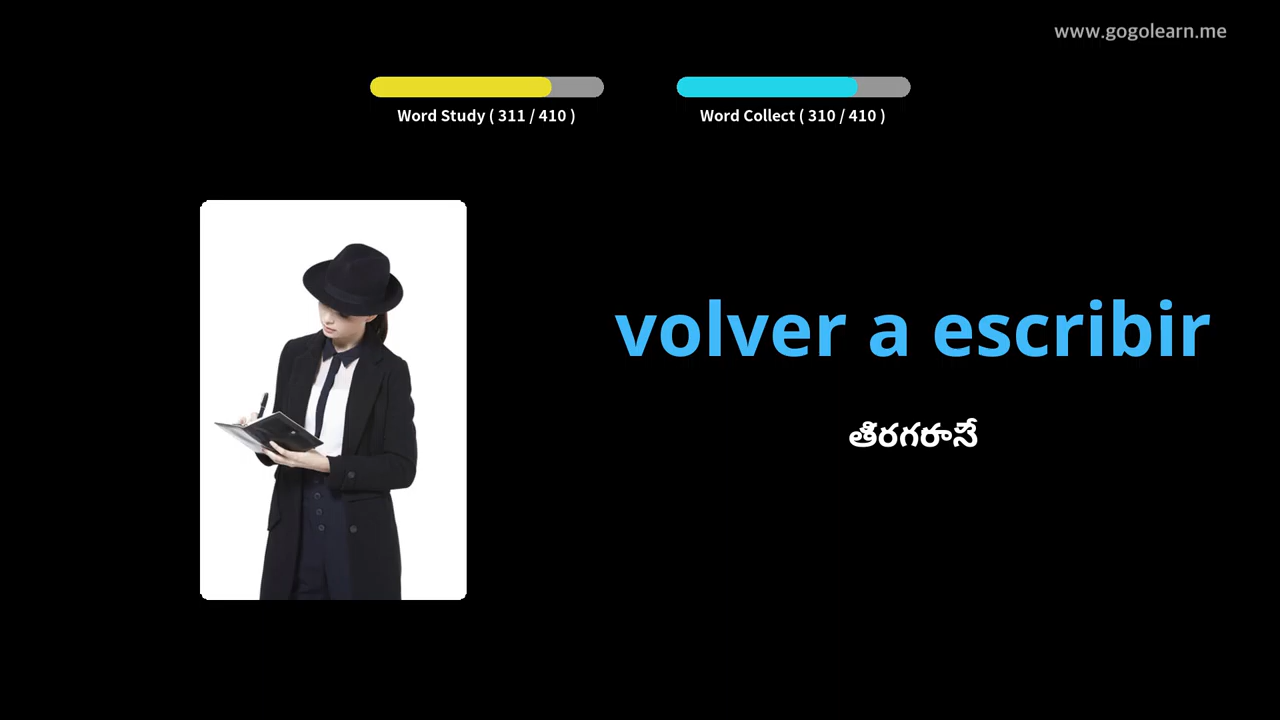 www.gogolearn.me
Word Study ( 311 / 410 )
Word Collect ( 310 / 410 )
volver a escribir
తిరగరాసే